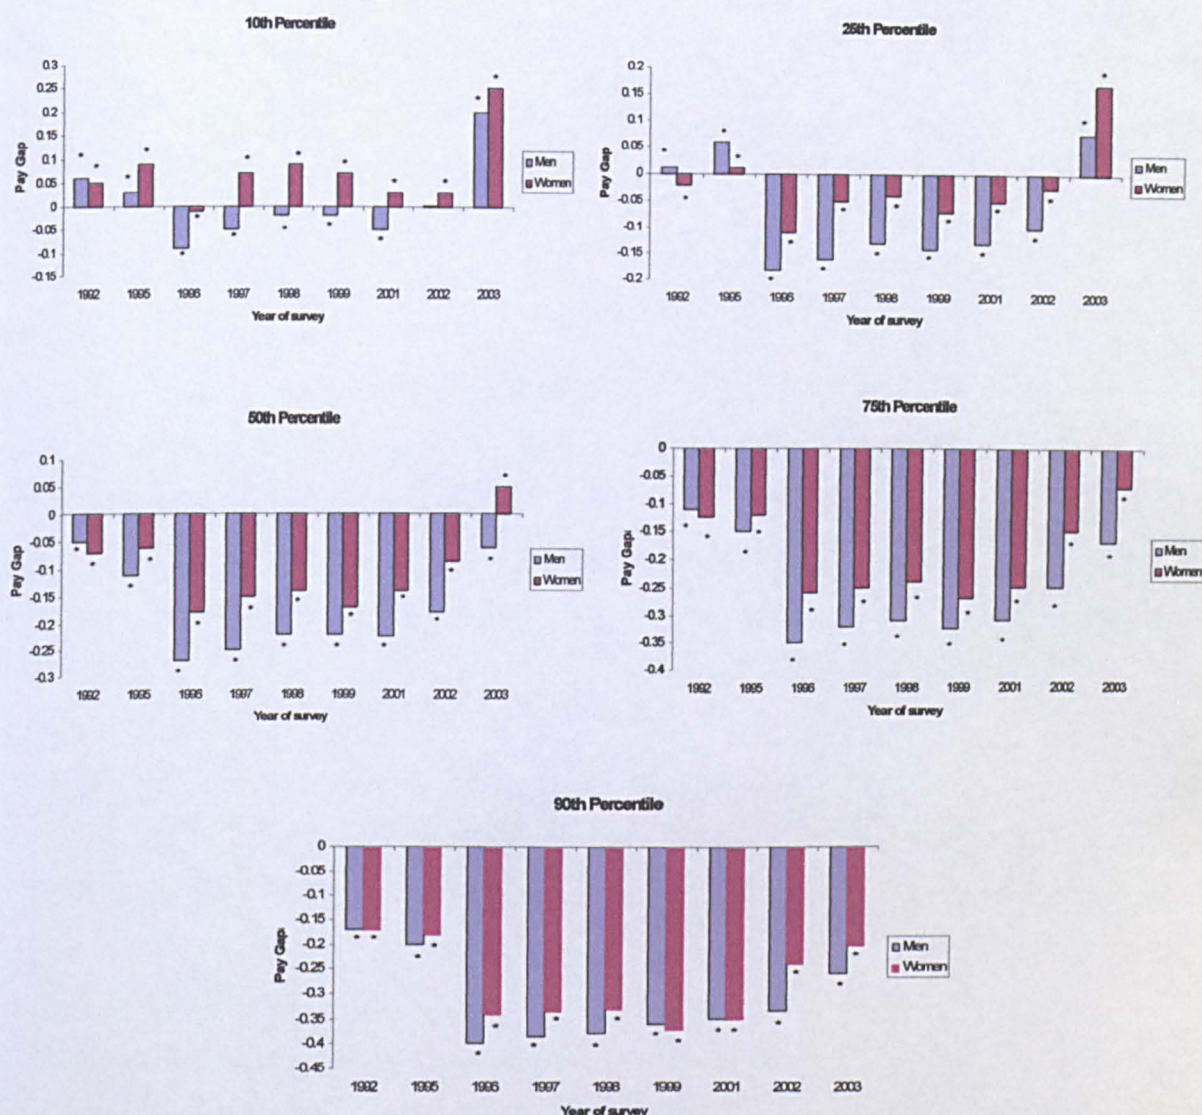 10th Percentile
0.3
0.25
0.2
0.15
0.1
0.05
0
-0.05
-0.1
-0.15
Pay Gap
* * * * * * * * * * * * * * * * *
1992 1995 1996 1997 1998 1999 2001 2002 2003
Year of survey
Men
Women
25th Percentile
0.2
0.15
0.1
0.05
0
-0.05
-0.1
-0.15
-0.2
Pay Gap
* * * * * * * * * * * * * * * * * *
1992 1995 1996 1997 1998 1999 2001 2002 2003
Year of survey
Men
Women
50th Percentile
0.1
0.05
0
-0.05
-0.1
-0.15
-0.2
-0.25
-0.3
Pay Gap
* * * * * * * * * * * * * * * * * *
1992 1995 1996 1997 1998 1999 2001 2002 2003
Year of survey
Men
Women
75th Percentile
0
-0.05
-0.1
-0.15
-0.2
-0.25
-0.3
-0.35
-0.4
Pay Gap
* * * * * * * * * * * * * * * * * *
1992 1995 1996 1997 1998 1999 2001 2002 2003
Year of survey
Men
Women
90th Percentile
0
-0.05
-0.1
-0.15
-0.2
-0.25
-0.3
-0.35
-0.4
-0.45
Pay Gap
* * * * * * * * * * * * * * * * * *
1992 1995 1996 1997 1998 1999 2001 2002 2003
Year of survey
Men
Women